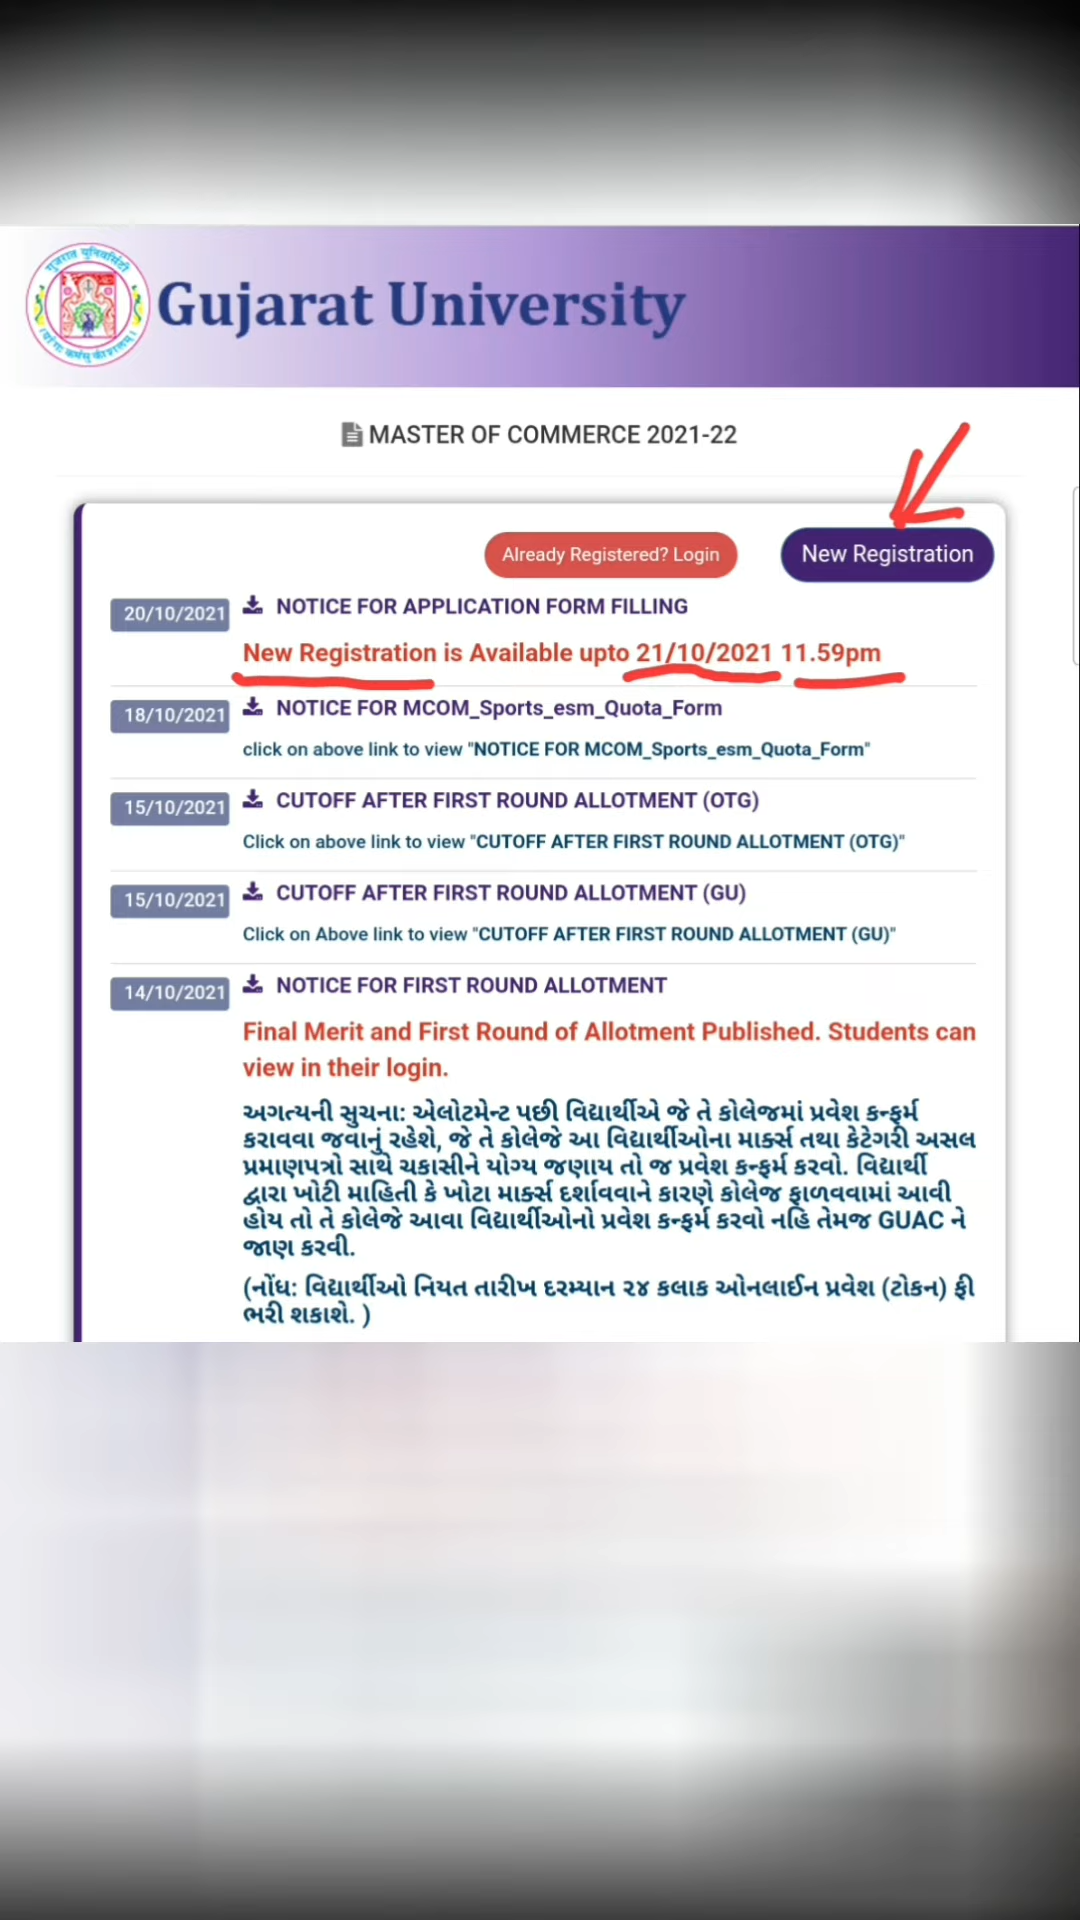 गुजरात युनिवर्सिटी
Gujarat University
MASTER OF COMMERCE 2021-22
Already Registered? Login
New Registration
20/10/2021
NOTICE FOR APPLICATION FORM FILLING
New Registration is Available upto 21/10/2021 11.59pm
18/10/2021
NOTICE FOR MCOM_Sports_esm_Quota_Form
click on above link to view "NOTICE FOR MCOM_Sports_esm_Quota_Form"
15/10/2021
CUTOFF AFTER FIRST ROUND ALLOTMENT (OTG)
Click on above link to view "CUTOFF AFTER FIRST ROUND ALLOTMENT (OTG)"
15/10/2021
CUTOFF AFTER FIRST ROUND ALLOTMENT (GU)
Click on Above link to view "CUTOFF AFTER FIRST ROUND ALLOTMENT (GU)"
14/10/2021
NOTICE FOR FIRST ROUND ALLOTMENT
Final Merit and First Round of Allotment Published. Students can
view in their login.
અગત્યની સુચના: એલોટમેન્ટ પછી વિદ્યાર્થીએ જે તે કોલેજમાં પ્રવેશ કન્ફર્મ
કરાવવા જવાનું રહેશે, જે તે કોલેજે આ વિદ્યાર્થીઓના માર્ક્સ તથા કેટેગરી અસલ
પ્રમાણપત્રો સાથે ચકાસીને યોગ્ય જણાય તો જ પ્રવેશ કન્ફર્મ કરવો. વિદ્યાર્થી
દ્વારા ખોટી માહિતી કે ખોટા માર્ક્સ દર્શાવવાને કારણે કોલેજ ફાળવવામાં આવી
હોય તો તે કોલેજે આવા વિદ્યાર્થીઓનો પ્રવેશ કન્ફર્મ કરવો નહિ તેમજ GUAC ને
જાણ કરવી.
(નોંધ: વિદ્યાર્થીઓ નિયત તારીખ દરમ્યાન ૨૪ કલાક ઓનલાઈન પ્રવેશ (ટોકન) ફી
ભરી શકાશે. )